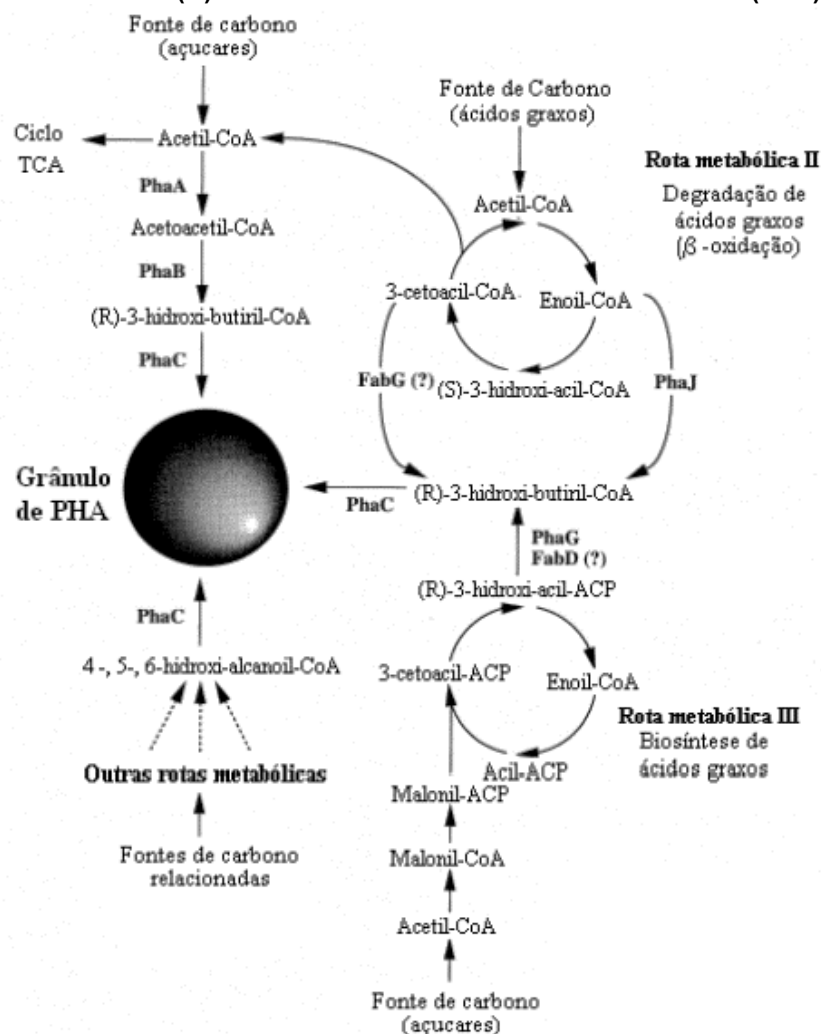 Fonte de carbono
(açucares)
Ciclo
TCA
Acetil-CoA
PhaA
Acetoacetil-CoA
PhaB
(R)-3-hidroxi-butiril-CoA
PhaC
Grânulo
de PHA
Fonte de Carbono
(ácidos graxos)
Rota metabólica II
Degradação de
ácidos graxos
(β -oxidação)
Acetil-CoA
3-cetoacil-CoA
Enoil-CoA
FabG (?)
(S)-3-hidroxi-acil-CoA
PhaJ
PhaC
(R)-3-hidroxi-butiril-CoA
PhaG
FabD (?)
(R)-3-hidroxi-acil-ACP
3-cetoacil-ACP
Enoil-CoA
Rota metabólica III
Biosíntese de
ácidos graxos
Acil-ACP
Malonil-ACP
Malonil-CoA
Acetil-CoA
Fonte de carbono
(açucares)
PhaC
4-, 5-, 6-hidroxi-alcanoil-CoA
Outras rotas metabólicas
Fontes de carbono
relacionadas